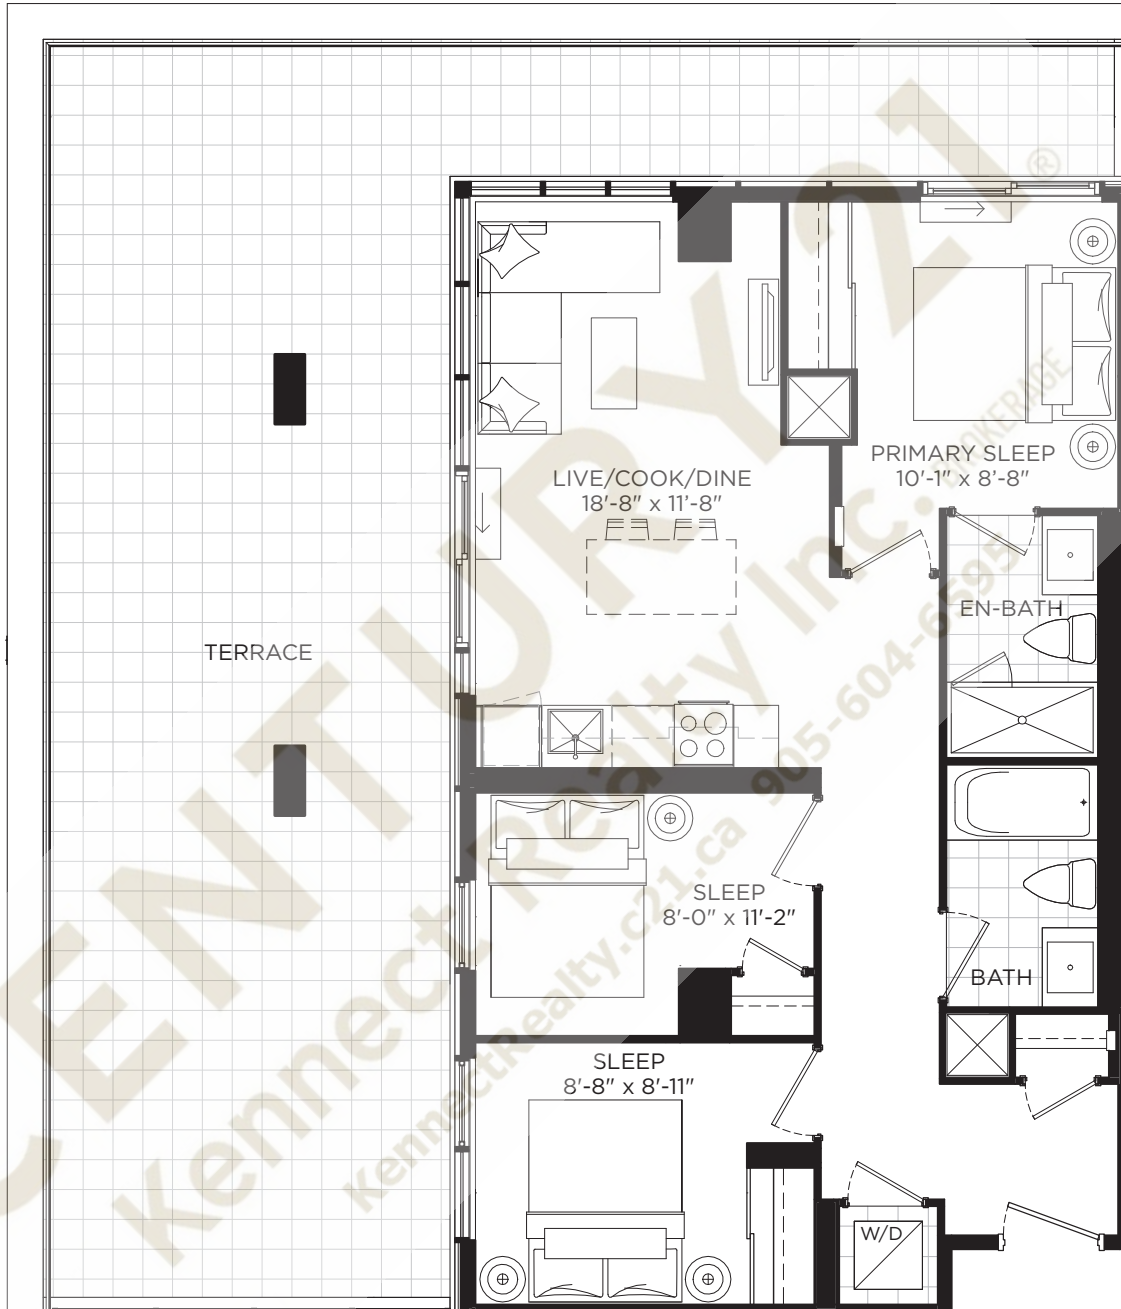 CENTURY 21®
Kennect Realty Inc. BROKERAGE
KennectRealty.c21.ca 905-604-6595
PRIMARY SLEEP
10'-1" x 8'-8"
LIVE/COOK/DINE
18'-8" x 11'-8"
EN-BATH
TERRACE
SLEEP
8'-0" x 11'-2"
BATH
SLEEP
8'-8" x 8'-11"
W/D